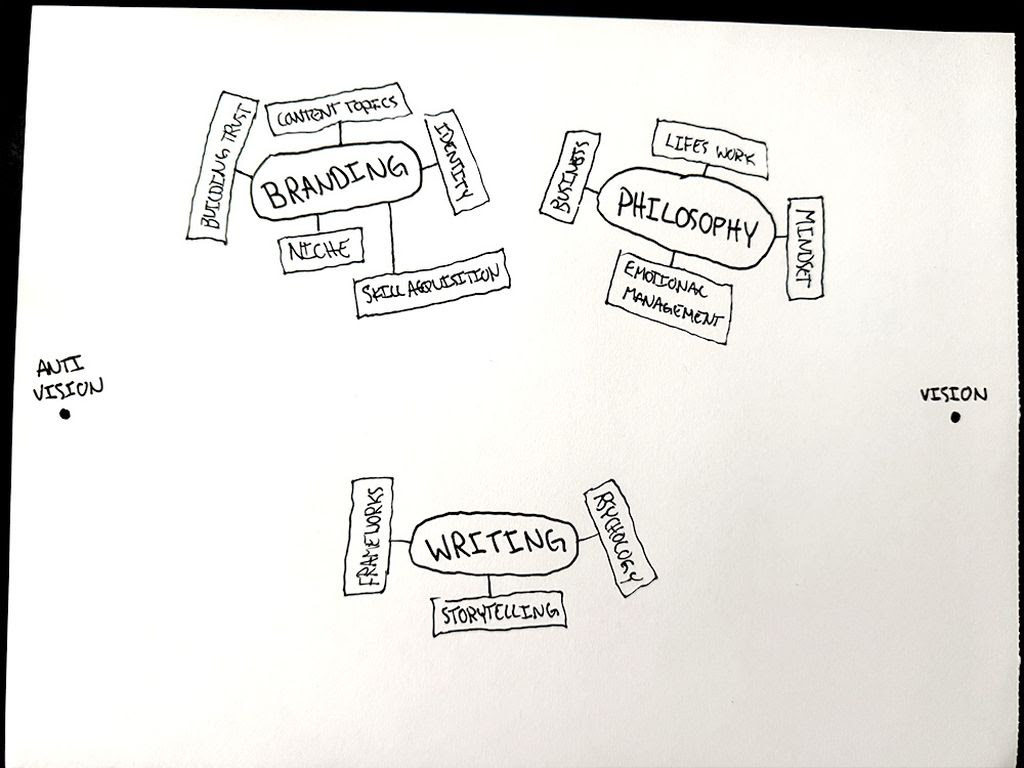 BUILDING TRUST
CONTENT TOPICS
IDENTITY
BRANDING
NICHE
SKILL ACQUISITION
BUSINESS
LIFES WORK
PHILOSOPHY
MINDSET
EMOTIONAL
MANAGEMENT
ANTI
VISION
VISION
FRAMEWORKS
WRITING
PSYCHOLOGY
STORYTELLING